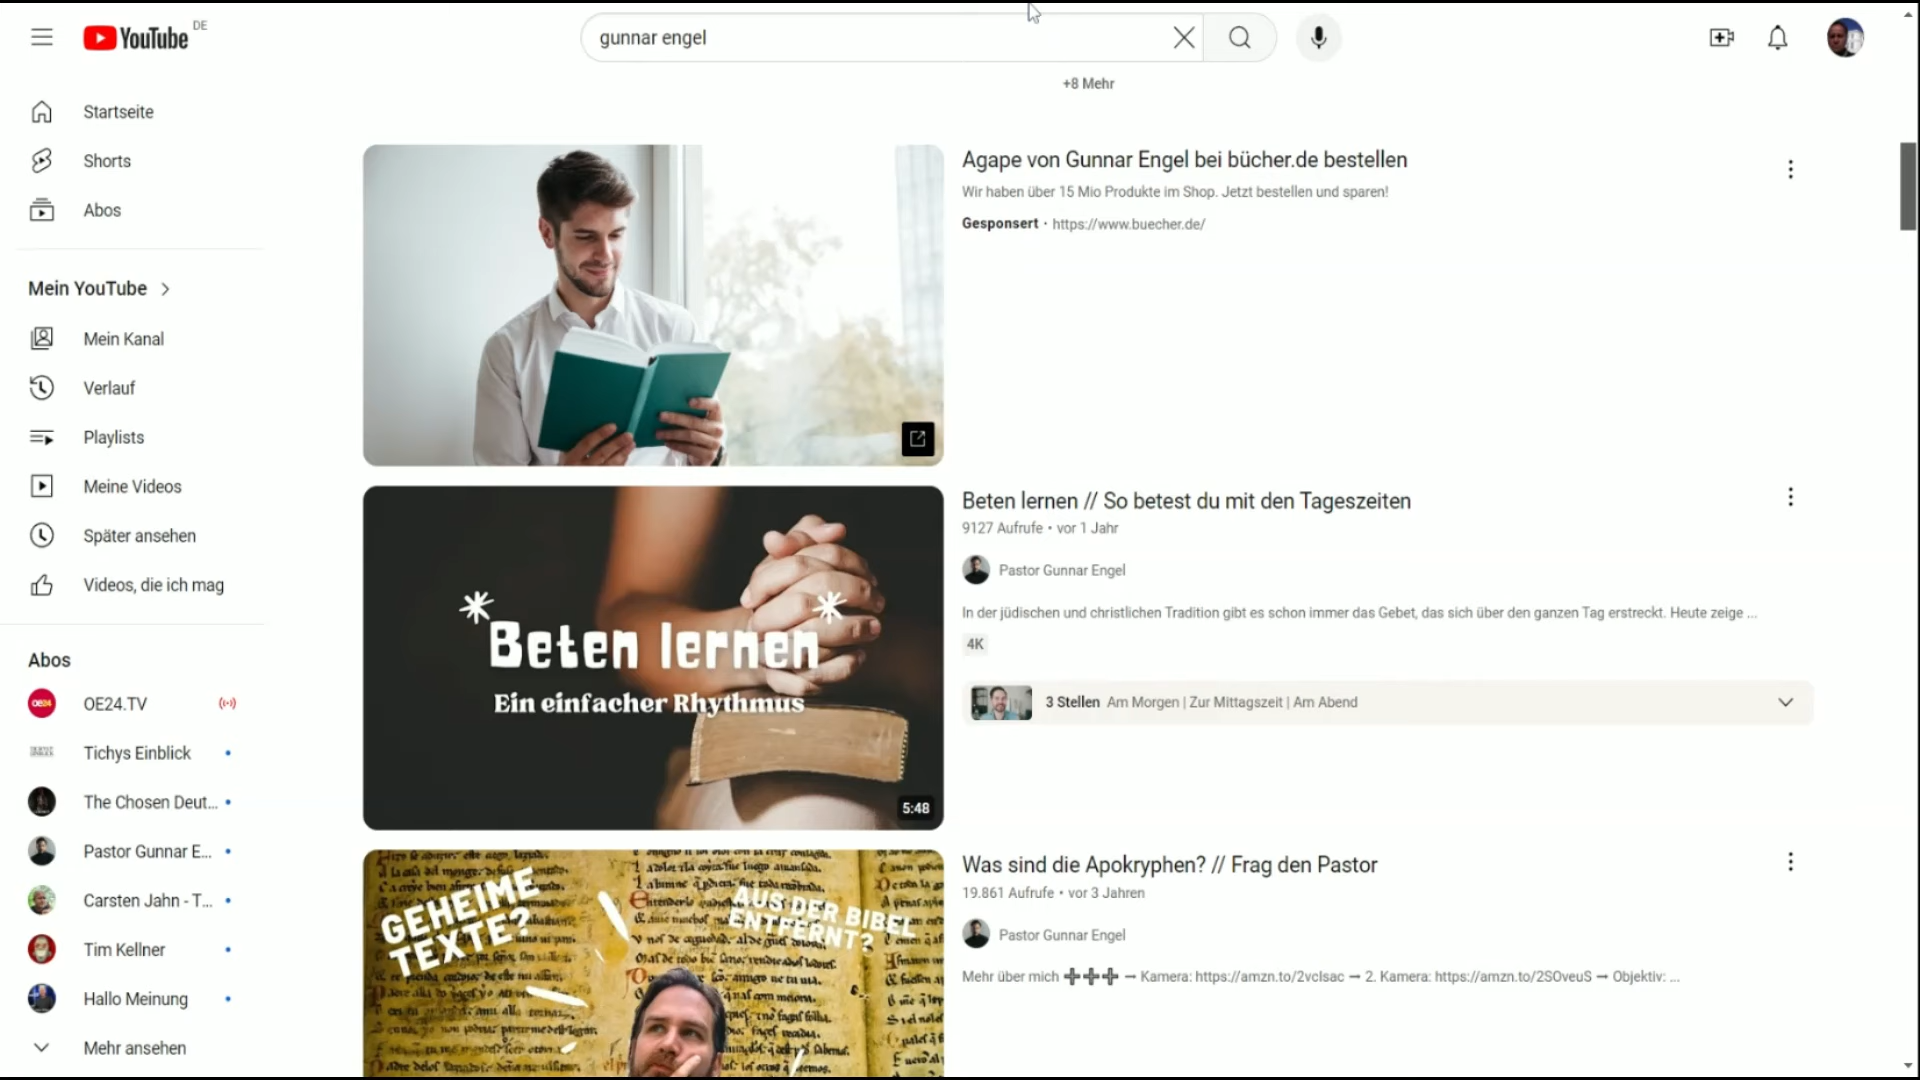 YouTube DE
gunnar engel
+8 Mehr
Startseite
Shorts
Abos
Mein YouTube
Mein Kanal
Verlauf
Playlists
Meine Videos
Später ansehen
Videos, die ich mag
Abos
OE24.TV
Tichys Einblick
The Chosen Deut...
Pastor Gunnar E...
Carsten Jahn - T...
Tim Kellner
Hallo Meinung
Mehr ansehen
Agape von Gunnar Engel bei bücher.de bestellen
Wir haben über 15 Mio Produkte im Shop. Jetzt bestellen und sparen!
Gesponsert · https://www.buecher.de/
Beten lernen
Ein einfacher Rhythmus
5:48
Beten lernen // So betest du mit den Tageszeiten
9127 Aufrufe · vor 1 Jahr
Pastor Gunnar Engel
In der jüdischen und christlichen Tradition gibt es schon immer das Gebet, das sich über den ganzen Tag erstreckt. Heute zeige ...
4K
3 Stellen Am Morgen | Zur Mittagszeit | Am Abend
GEHEIME
TEXTE?
AUS DER BIBEL
ENTFERNT?
Was sind die Apokryphen? // Frag den Pastor
19.861 Aufrufe · vor 3 Jahren
Pastor Gunnar Engel
Mehr über mich ✚✚✚ → Kamera: https://amzn.to/2vcIsac → 2. Kamera: https://amzn.to/2SOveuS → Objektiv: ...